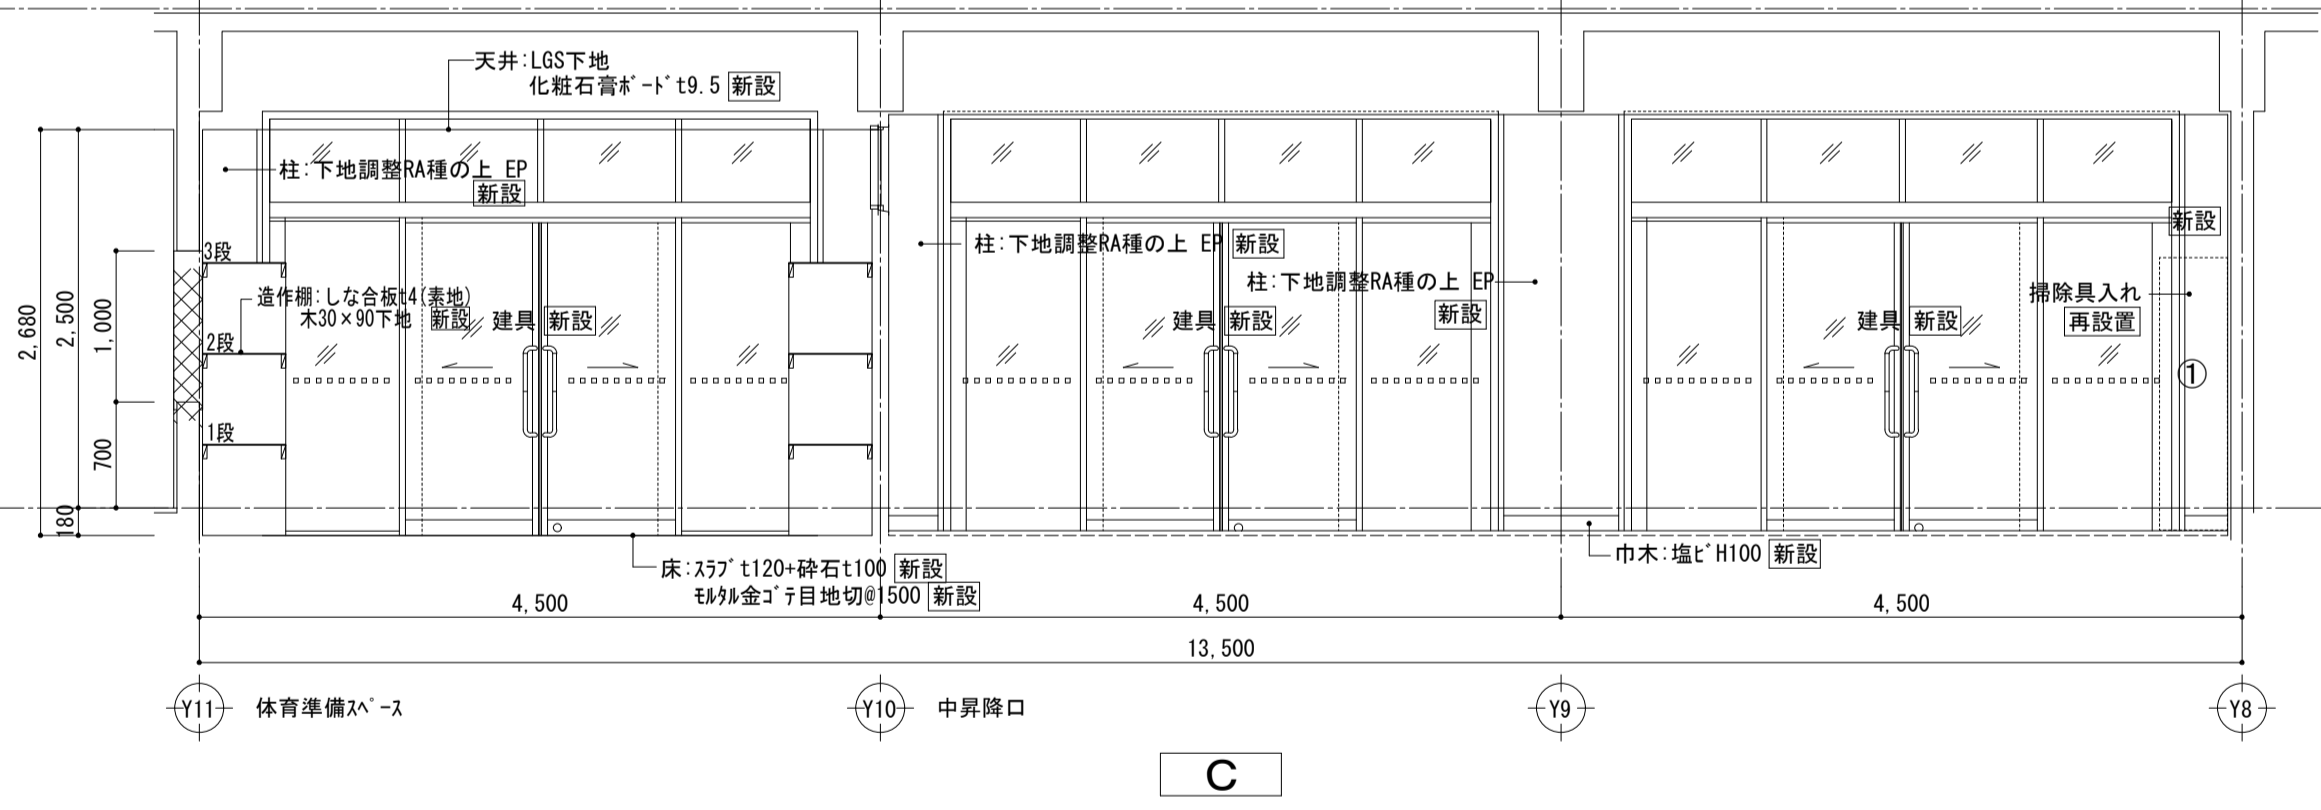 天井:LGS下地
化粧石膏ﾎﾞｰﾄﾞt9.5 新設
柱:下地調整RA種の上 EP
新設
3段
造作棚:しな合板t4(素地)
木30×90下地 新設
2段
1段
建具 新設
柱:下地調整RA種の上 EP 新設
柱:下地調整RA種の上 EP
新設
建具 新設
建具 新設
新設
掃除具入れ
再設置
①
2,680
2,500
1,000
700
180
床:ｽﾗﾌﾞt120+砕石t100 新設
ﾓﾙﾀﾙ金ｺﾞﾃ目地切@1500 新設
巾木:塩ﾋﾞH100 新設
4,500
4,500
4,500
13,500
Y11 体育準備ｽﾍﾟｰｽ
Y10 中昇降口
Y9
Y8
C